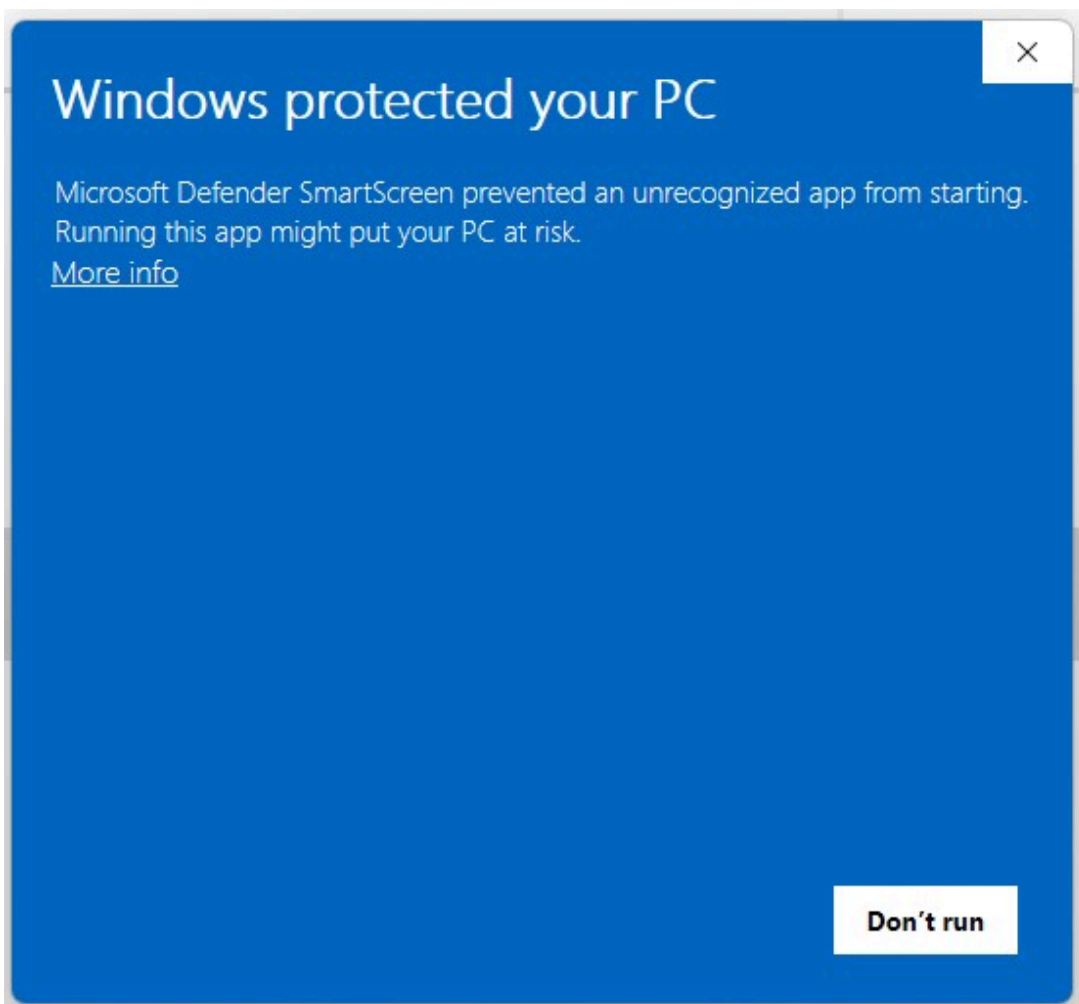 Windows protected your PC
Microsoft Defender SmartScreen prevented an unrecognized app from starting.
Running this app might put your PC at risk.
More info
Don’t run